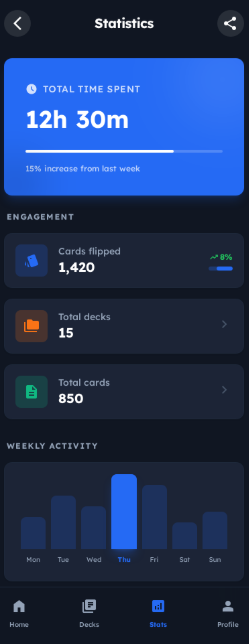 Statistics
TOTAL TIME SPENT
12h 30m
15% increase from last week
ENGAGEMENT
Cards flipped
1,420
8%
Total decks
15
Total cards
850
WEEKLY ACTIVITY
Mon Tue Wed Thu Fri Sat Sun
Home Decks Stats Profile